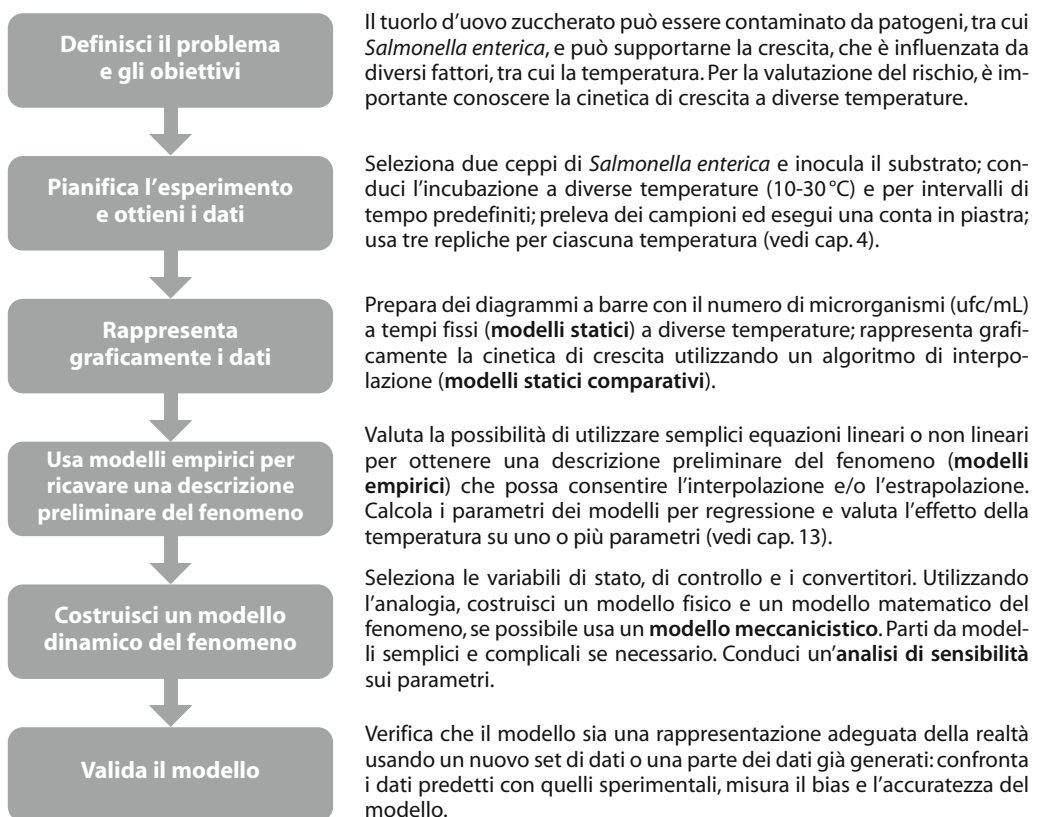 Definisci il problema
e gli obiettivi
Il tuorlo d'uovo zuccherato può essere contaminato da patogeni, tra cui
Salmonella enterica, e può supportarne la crescita, che è influenzata da
diversi fattori, tra cui la temperatura. Per la valutazione del rischio, è im-
portante conoscere la cinetica di crescita a diverse temperature.
Pianifica l'esperimento
e ottieni i dati
Seleziona due ceppi di Salmonella enterica e inocula il substrato; con-
duci l'incubazione a diverse temperature (10-30 °C) e per intervalli di
tempo predefiniti; preleva dei campioni ed esegui una conta in piastra;
usa tre repliche per ciascuna temperatura (vedi cap. 4).
Rappresenta
graficamente i dati
Prepara dei diagrammi a barre con il numero di microrganismi (ufc/mL)
a tempi fissi (modelli statici) a diverse temperature; rappresenta grafi-
camente la cinetica di crescita utilizzando un algoritmo di interpo-
lazione (modelli statici comparativi).
Usa modelli empirici per
ricavare una descrizione
preliminare del fenomeno
Valuta la possibilità di utilizzare semplici equazioni lineari o non lineari
per ottenere una descrizione preliminare del fenomeno (modelli
empirici) che possa consentire l'interpolazione e/o l'estrapolazione.
Calcola i parametri dei modelli per regressione e valuta l'effetto della
temperatura su uno o più parametri (vedi cap. 13).
Costruisci un modello
dinamico del fenomeno
Seleziona le variabili di stato, di controllo e i convertitori. Utilizzando
l'analogia, costruisci un modello fisico e un modello matematico del
fenomeno, se possibile usa un modello meccanicistico. Parti da model-
li semplici e complicali se necessario. Conduci un'analisi di sensibilità
sui parametri.
Valida il modello
Verifica che il modello sia una rappresentazione adeguata della realtà
usando un nuovo set di dati o una parte dei dati già generati: confronta
i dati predetti con quelli sperimentali, misura il bias e l'accuratezza del
modello.